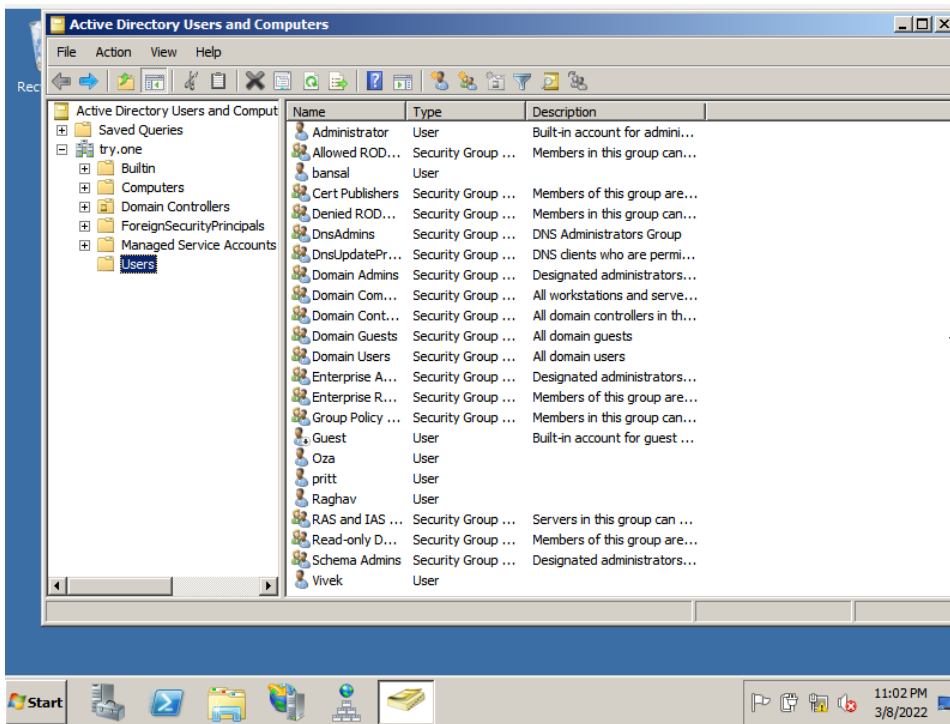 Active Directory Users and Computers
File Action View Help
Rec
Active Directory Users and Comput
Saved Queries
try.one
Builtin
Computers
Domain Controllers
ForeignSecurityPrincipals
Managed Service Accounts
Users
Name Type Description
Administrator User Built-in account for admini...
Allowed ROD... Security Group ... Members in this group can...
bansal User
Cert Publishers Security Group ... Members of this group are...
Denied ROD... Security Group ... Members in this group can...
DnsAdmins Security Group ... DNS Administrators Group
DnsUpdatePr... Security Group ... DNS clients who are permi...
Domain Admins Security Group ... Designated administrators...
Domain Com... Security Group ... All workstations and serve...
Domain Cont... Security Group ... All domain controllers in th...
Domain Guests Security Group ... All domain guests
Domain Users Security Group ... All domain users
Enterprise A... Security Group ... Designated administrators...
Enterprise R... Security Group ... Members of this group are...
Group Policy ... Security Group ... Members in this group can...
Guest User Built-in account for guest ...
Oza User
pritt User
Raghav User
RAS and IAS ... Security Group ... Servers in this group can ...
Read-only D... Security Group ... Members of this group are...
Schema Admins Security Group ... Designated administrators...
Vivek User
Start
11:02 PM
3/8/2022